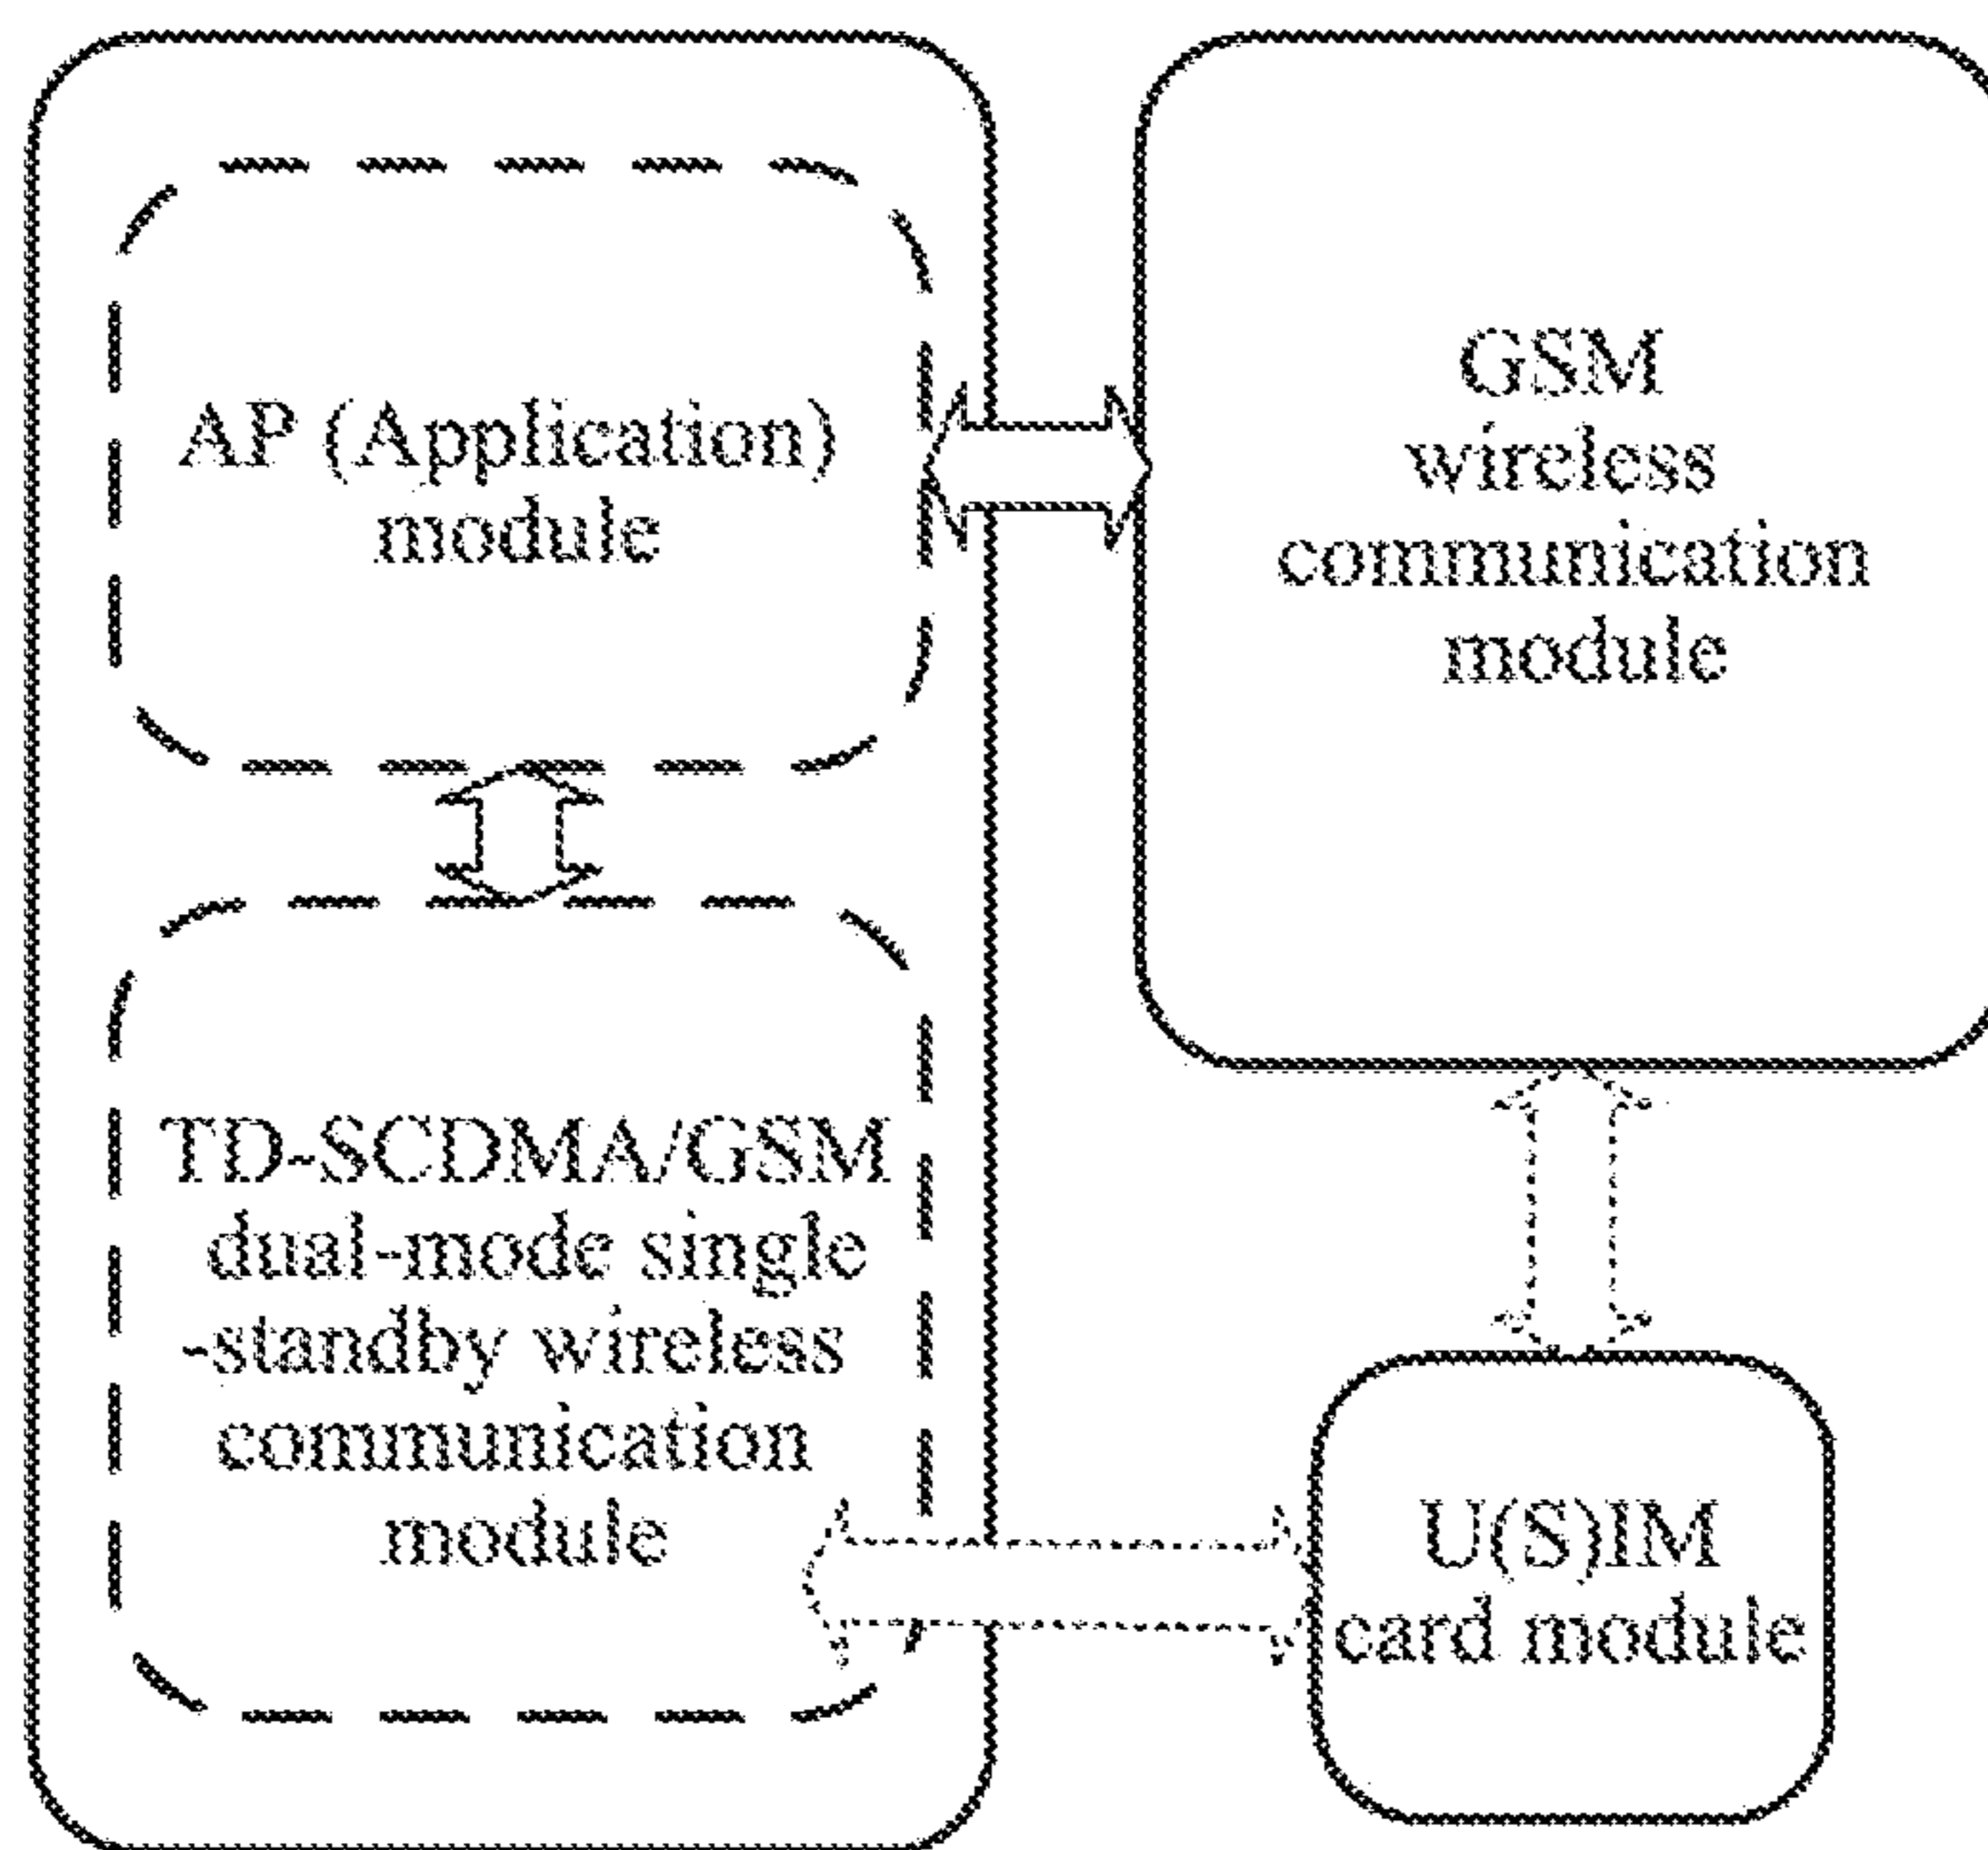 AP (Application)
module
GSM
wireless
communication
module
TD-SCDMA/GSM
dual-mode single
-standby wireless
communication
module
U(S)IM
card module